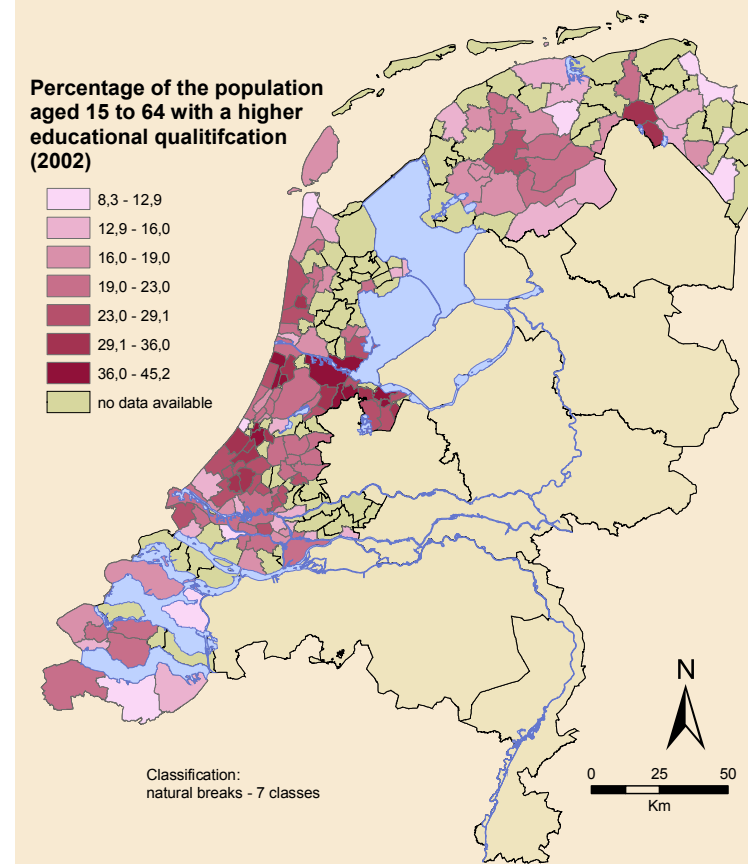 Percentage of the population
aged 15 to 64 with a higher
educational qualitifcation
(2002)
8,3 - 12,9
12,9 - 16,0
16,0 - 19,0
19,0 - 23,0
23,0 - 29,1
29,1 - 36,0
36,0 - 45,2
no data available
N
0 25 50
Km
Classification:
natural breaks - 7 classes